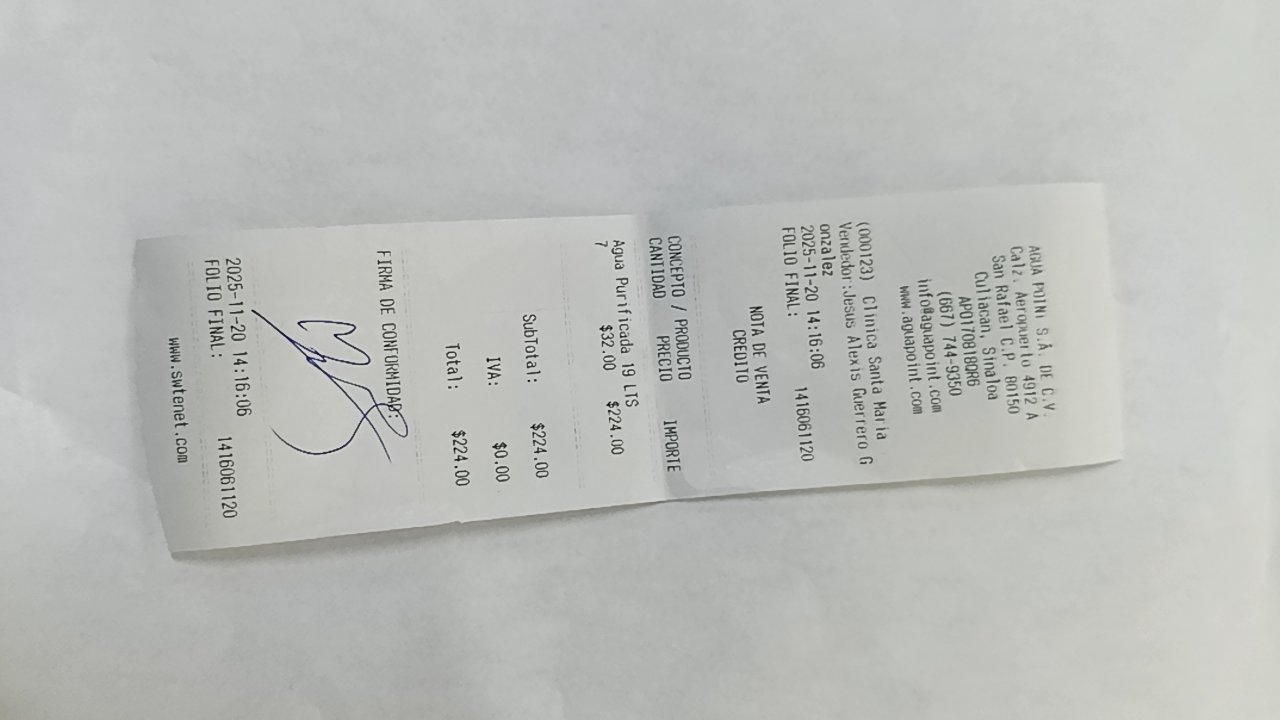 AGUA POINT S.A. DE C.V.
Calz. Aeropuerto 4912 A
San Rafael C.P. 80150
Culiacan, Sinaloa
APO170818QR6
(667) 744-9350
info@aguapoint.com
www.aguapoint.com
(000123) Clinica Santa Maria
Vendedor:Jesus Alexis Guerrero G
onzalez
2025-11-20 14:16:06
FOLIO FINAL: 1416061120
NOTA DE VENTA
CREDITO
CONCEPTO / PRODUCTO
CANTIDAD PRECIO IMPORTE
Agua Purificada 19 LTS
7 $32.00 $224.00
SubTotal: $224.00
IVA: $0.00
Total: $224.00
FIRMA DE CONFORMIDAD:
2025-11-20 14:16:06
FOLIO FINAL: 1416061120
www.swtenet.com